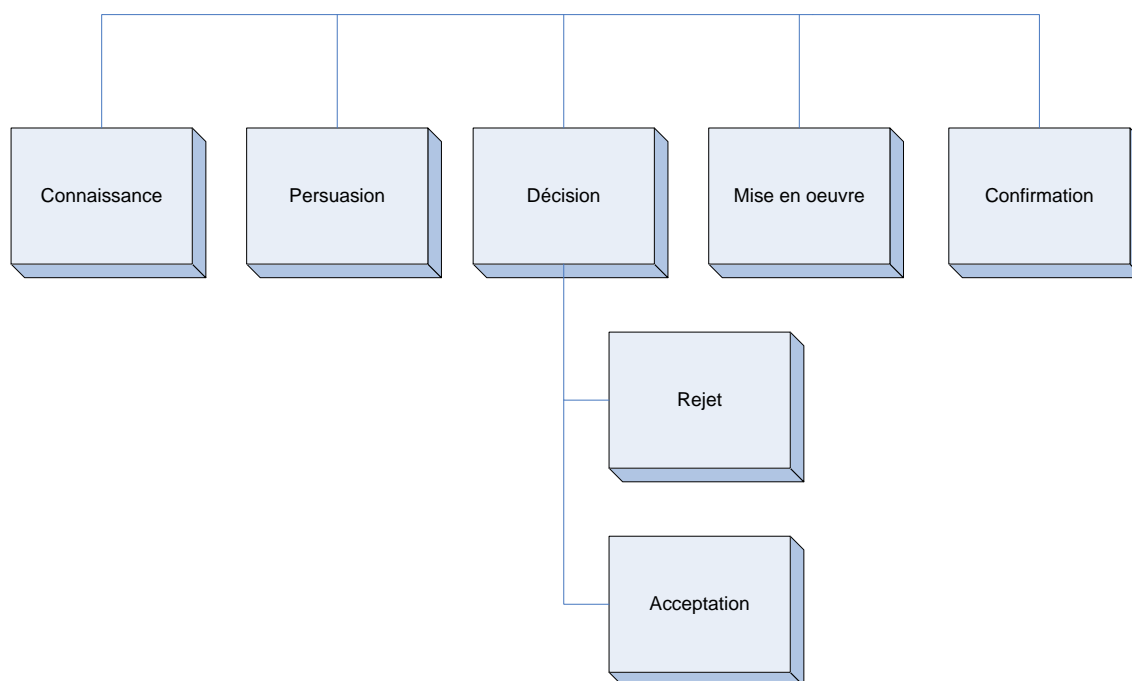 Connaissance
Persuasion
Décision
Mise en oeuvre
Confirmation
Rejet
Acceptation